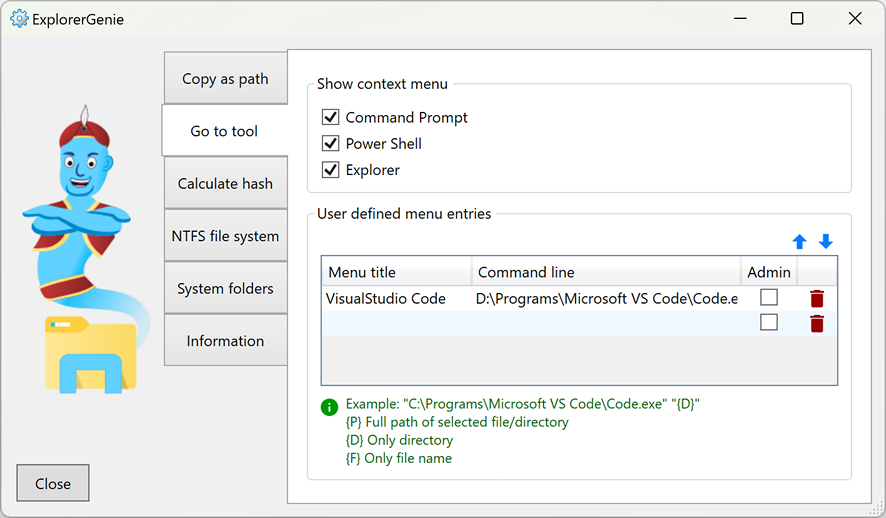 ExplorerGenie
Copy as path
Go to tool
Calculate hash
NTFS file system
System folders
Information
Show context menu
Command Prompt
Power Shell
Explorer
User defined menu entries
Menu title Command line Admin
VisualStudio Code D:\Programs\Microsoft VS Code\Code.e
Example: "C:\Programs\Microsoft VS Code\Code.exe" "{D}"
{P} Full path of selected file/directory
{D} Only directory
{F} Only file name
Close